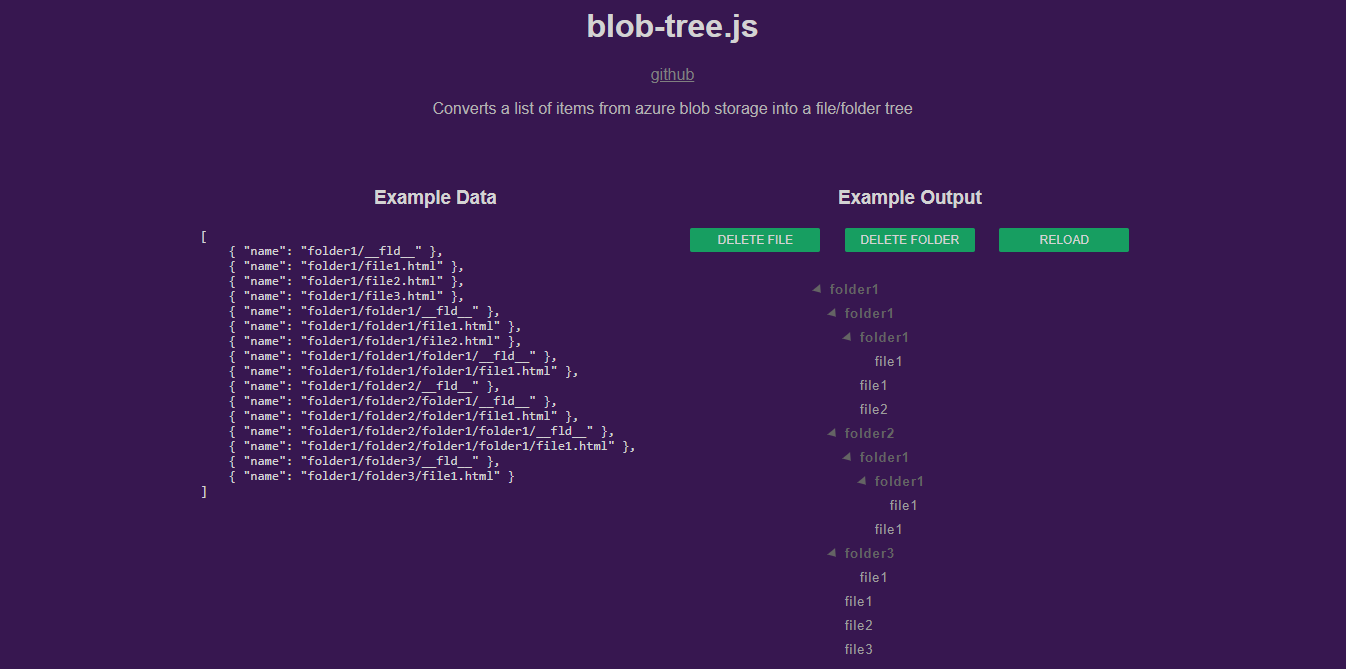 blob-tree.js
github
Converts a list of items from azure blob storage into a file/folder tree
Example Data
[
{ "name": "folder1/__fld__" },
{ "name": "folder1/file1.html" },
{ "name": "folder1/file2.html" },
{ "name": "folder1/file3.html" },
{ "name": "folder1/folder1/__fld__" },
{ "name": "folder1/folder1/file1.html" },
{ "name": "folder1/folder1/file2.html" },
{ "name": "folder1/folder1/folder1/__fld__" },
{ "name": "folder1/folder1/folder1/file1.html" },
{ "name": "folder1/folder2/__fld__" },
{ "name": "folder1/folder2/folder1/__fld__" },
{ "name": "folder1/folder2/folder1/file1.html" },
{ "name": "folder1/folder2/folder1/folder1/__fld__" },
{ "name": "folder1/folder2/folder1/folder1/file1.html" },
{ "name": "folder1/folder3/__fld__" },
{ "name": "folder1/folder3/file1.html" }
]
Example Output
DELETE FILE
DELETE FOLDER
RELOAD
folder1
folder1
folder1
file1
file1
file2
folder2
folder1
folder1
file1
file1
folder3
file1
file1
file2
file3